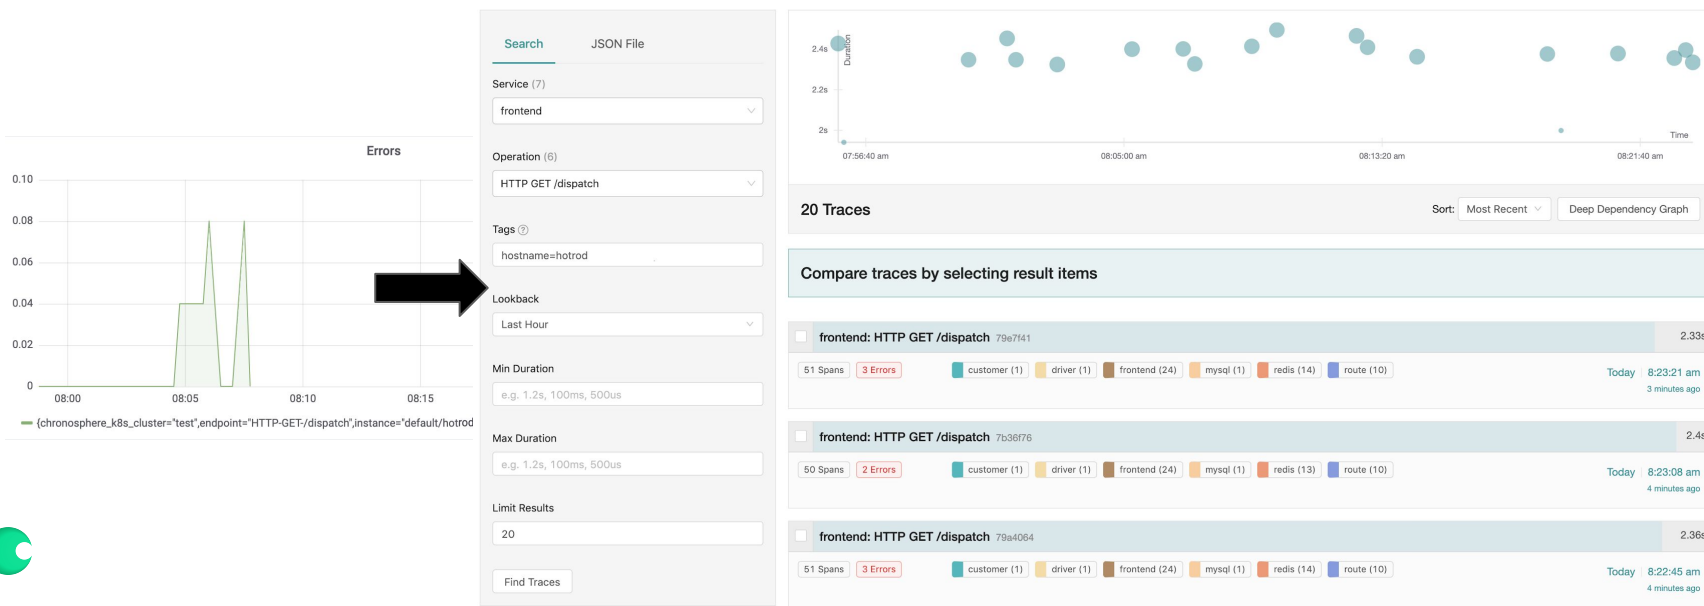 Errors
0.10
0.08
0.06
0.04
0.02
0
08:00 08:05 08:10 08:15
{chronosphere_k8s_cluster="test",endpoint="HTTP-GET-/dispatch",instance="default/hotrod
Search JSON File
Service (7)
frontend
Operation (6)
HTTP GET /dispatch
Tags ?
hostname=hotrod
Lookback
Last Hour
Min Duration
e.g. 1.2s, 100ms, 500us
Max Duration
e.g. 1.2s, 100ms, 500us
Limit Results
20
Find Traces
Duration
2.4s
2.2s
2s
Time
07:56:40 am 08:05:00 am 08:13:20 am 08:21:40 am
20 Traces Sort: Most Recent Deep Dependency Graph
Compare traces by selecting result items
frontend: HTTP GET /dispatch 79e7f41 2.33s
51 Spans 3 Errors customer (1) driver (1) frontend (24) mysql (1) redis (14) route (10) Today 8:23:21 am
3 minutes ago
frontend: HTTP GET /dispatch 7b36f76 2.4s
50 Spans 2 Errors customer (1) driver (1) frontend (24) mysql (1) redis (13) route (10) Today 8:23:08 am
4 minutes ago
frontend: HTTP GET /dispatch 79a4064 2.36s
51 Spans 3 Errors customer (1) driver (1) frontend (24) mysql (1) redis (14) route (10) Today 8:22:45 am
4 minutes ago